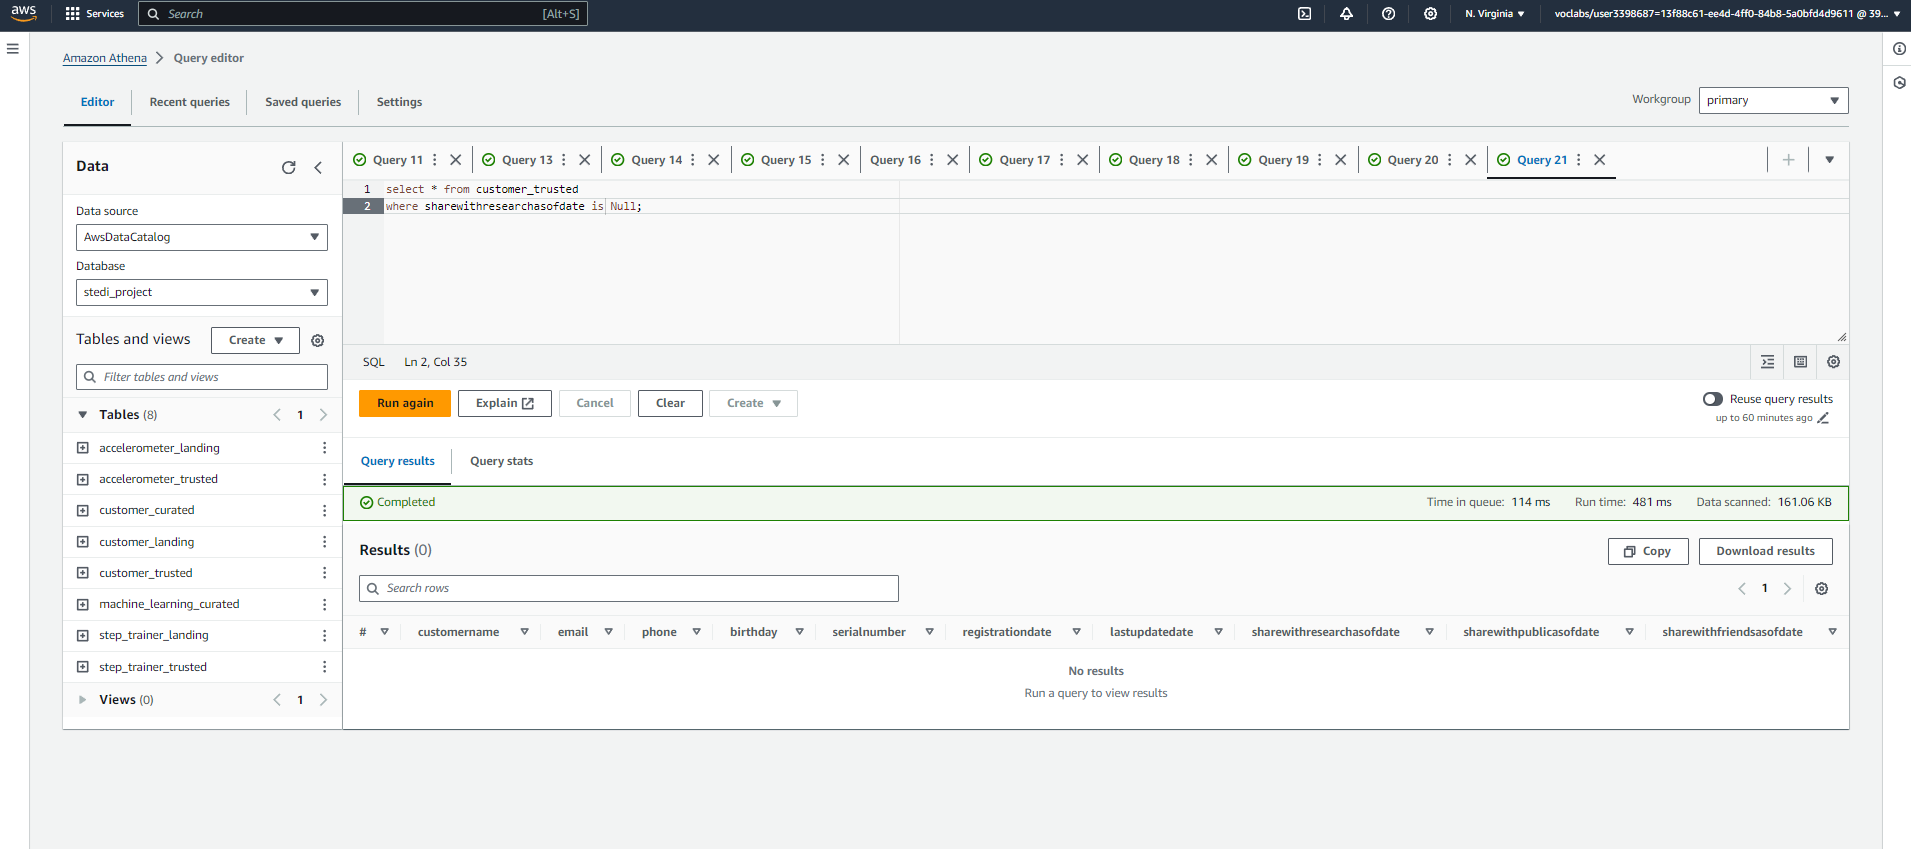 aws Services Search [Alt+S] N. Virginia voclabs/user3398687=13f88c61-ee4d-4ff0-84b8-5a0bfd4d9611 @ 39...
Amazon Athena > Query editor
Editor Recent queries Saved queries Settings
Workgroup primary
Data
Data source
AwsDataCatalog
Database
stedi_project
Tables and views Create
Filter tables and views
Tables (8) 1
accelerometer_landing
accelerometer_trusted
customer_curated
customer_landing
customer_trusted
machine_learning_curated
step_trainer_landing
step_trainer_trusted
Views (0) 1
Query 11 Query 13 Query 14 Query 15 Query 16 Query 17 Query 18 Query 19 Query 20 Query 21
1 select * from customer_trusted
2 where sharewithresearchasofdate is Null;
SQL Ln 2, Col 35
Run again Explain Cancel Clear Create
Reuse query results
up to 60 minutes ago
Query results Query stats
Completed Time in queue: 114 ms Run time: 481 ms Data scanned: 161.06 KB
Results (0) Copy Download results
Search rows 1
# customername email phone birthday serialnumber registrationdate lastupdatedate sharewithresearchasofdate sharewithpublicasofdate sharewithfriendsasofdate
No results
Run a query to view results